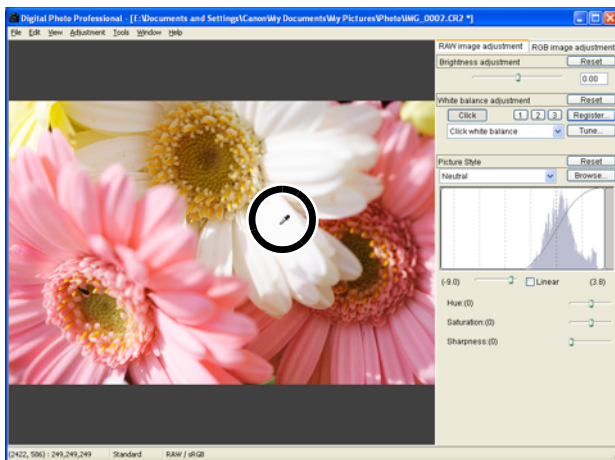 Digital Photo Professional - [E:\Documents and Settings\Canon\My Documents\My Pictures\Photo\IMG_0002.CR2 *]
File Edit View Adjustment Tools Window Help
RAW image adjustment RGB image adjustment
Brightness adjustment Reset
0.00
White balance adjustment Reset
Click 1 2 3 Register...
Click white balance Tune...
Picture Style Reset
Neutral Browse...
(-9.0) Linear (3.8)
Hue:(0)
Saturation:(0)
Sharpness:(0)
(2422, 586) : 249,249,249 Standard RAW / sRGB